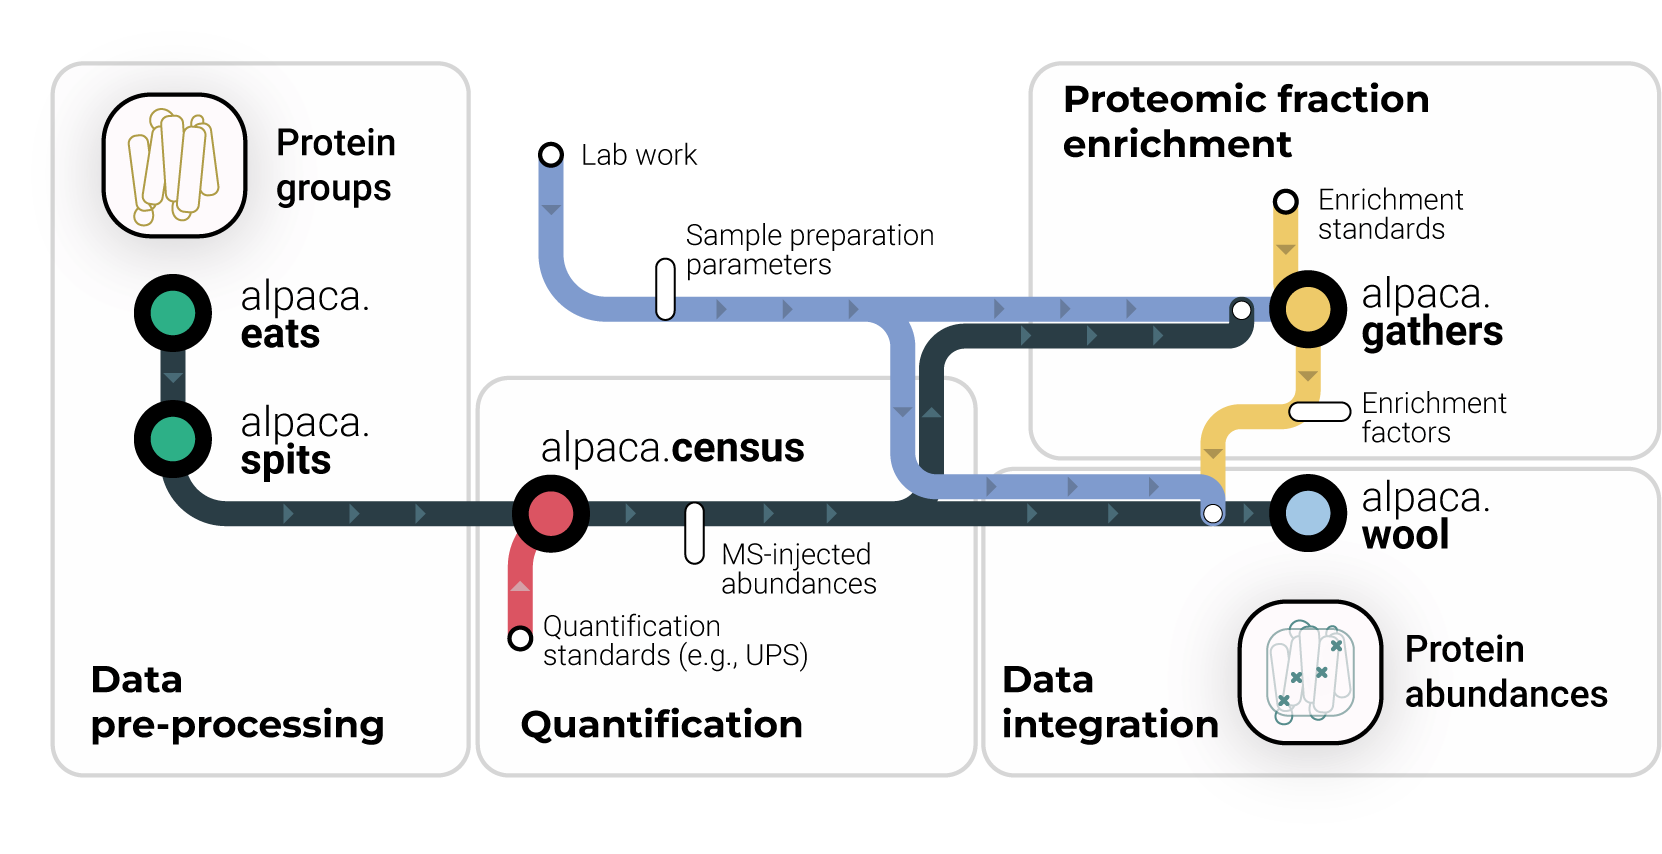 Protein
groups
alpaca.
eats
alpaca.
spits
Data
pre-processing
Lab work
Sample preparation
parameters
alpaca.census
MS-injected
abundances
Quantification
standards (e.g., UPS)
Quantification
Proteomic fraction
enrichment
Enrichment
standards
alpaca.
gathers
Enrichment
factors
alpaca.
wool
Data
integration
Protein
abundances